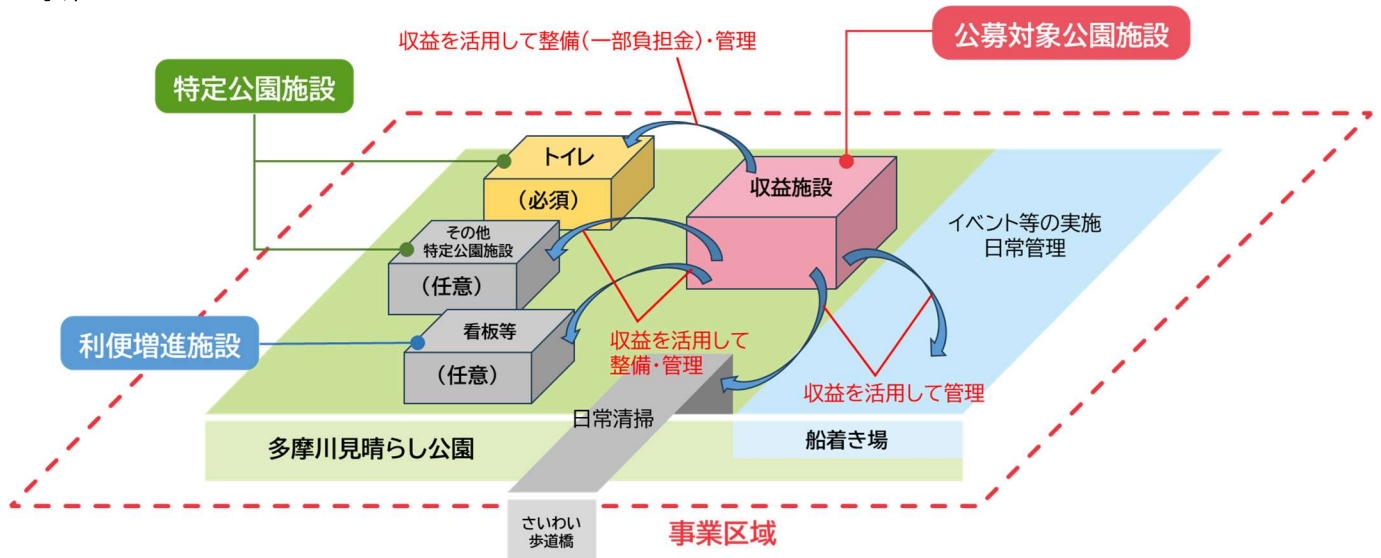 収益を活用して整備(一部負担金)・管理
公募対象公園施設
特定公園施設
トイレ
(必須)
収益施設
その他
特定公園施設
(任意)
イベント等の実施
日常管理
利便増進施設
看板等
(任意)
収益を活用して
整備・管理
収益を活用して管理
日常清掃
多摩川見晴らし公園
船着き場
さいわい
歩道橋
事業区域